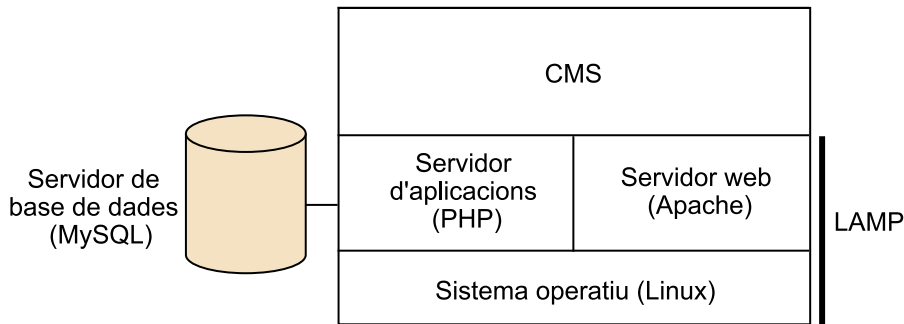 CMS
Servidor de
base de dades
(MySQL)
Servidor
d'aplicacions
(PHP)
Servidor web
(Apache)
LAMP
Sistema operatiu (Linux)